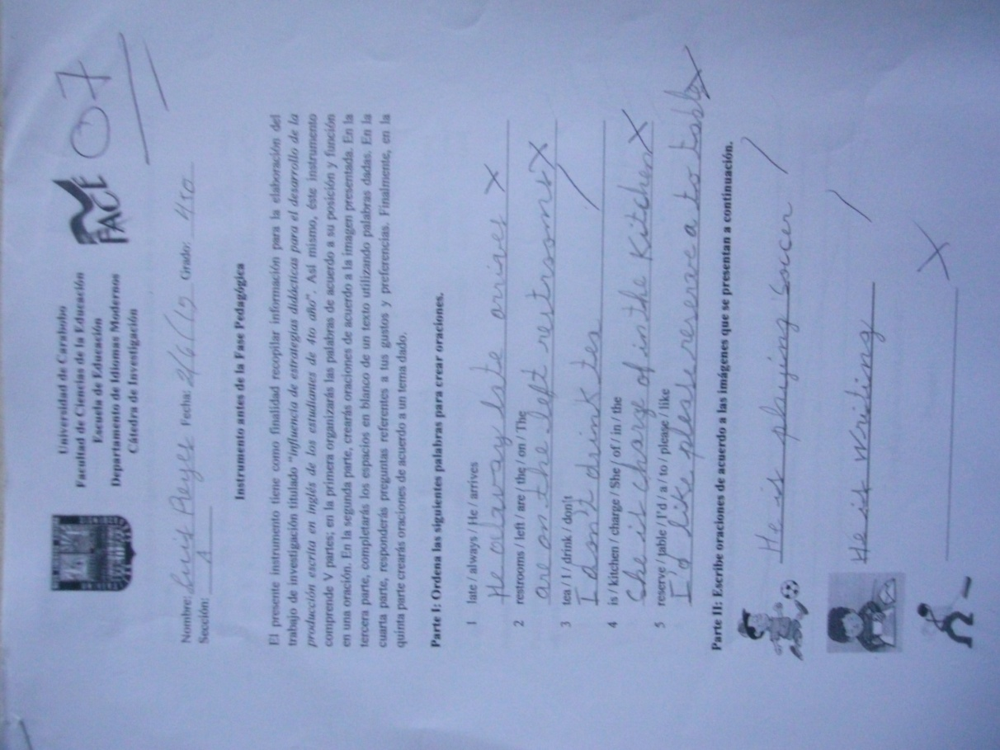 Universidad de Carabobo
Facultad de Ciencias de la Educación
Escuela de Educación
Departamento de Idiomas Modernos
Cátedra de Investigación
FACE
07
Nombre: Luis Reyes Fecha: Grado: 4to
Sección: A
Instrumento antes de la Fase Pedagógica
El presente instrumento tiene como finalidad recopilar información para la elaboración del
trabajo de investigación titulado "influencia de estrategias didácticas para el desarrollo de la
producción escrita en inglés de los estudiantes de 4to año". Así mismo, éste instrumento
comprende V partes; en la primera organizarás las palabras de acuerdo a su posición y función
en una oración. En la segunda parte, crearás oraciones de acuerdo a la imagen presentada. En la
tercera parte, completarás los espacios en blanco de un texto utilizando palabras dadas. En la
cuarta parte, responderás preguntas referentes a tus gustos y preferencias. Finalmente, en la
quinta parte crearás oraciones de acuerdo a un tema dado.
Parte I: Ordena las siguientes palabras para crear oraciones.
1 late / always / He / arrives
He late arrives X
2 restrooms / left / are / the / on / The
are on the left X
3 tea / I / drink / don't
I don't drink tea
4 is / kitchen / charge / She / of / in / the
She is charge of in the Kitchen X
5 reserve / table / I'd / a / to / please / like
I'd like please reserve a to table X
Parte II: Escribe oraciones de acuerdo a las imágenes que se presentan a continuación.
He is playing Soccer
He is writing
X